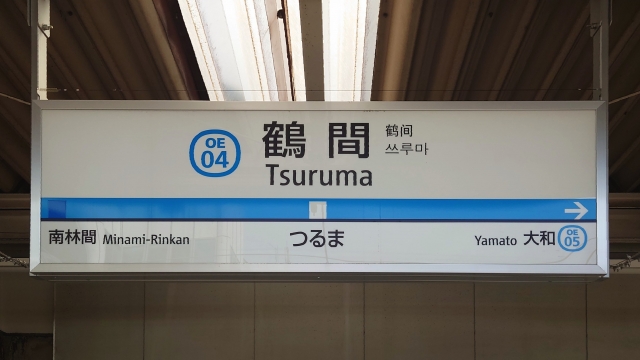 OE
04
鶴間
鹤间
쓰루마
Tsuruma
南林間 Minami-Rinkan
つるま
Yamato 大和 OE 05